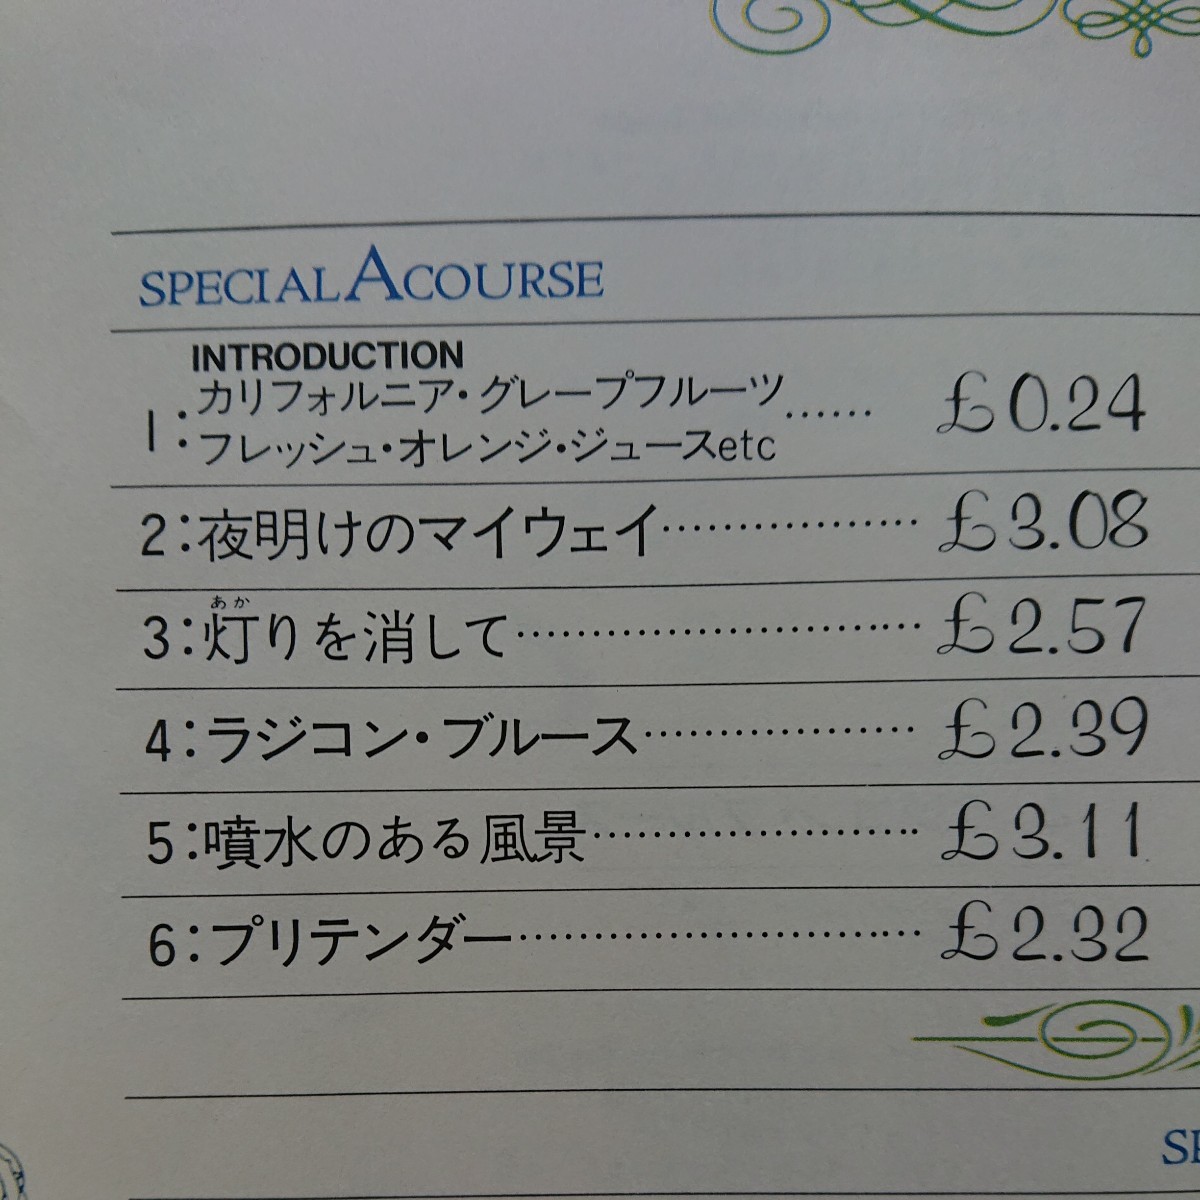 SPECIAL A COURSE
INTRODUCTION
1: カリフォルニア・グレープフルーツ
フレッシュ・オレンジ・ジュースetc …… £0.24
2:夜明けのマイウェイ……………… £3.08
3:灯りを消して……………………… £2.57
あか
4:ラジコン・ブルース……………… £2.39
5:噴水のある風景…………………… £3.11
6:プリテンダー……………………… £2.32